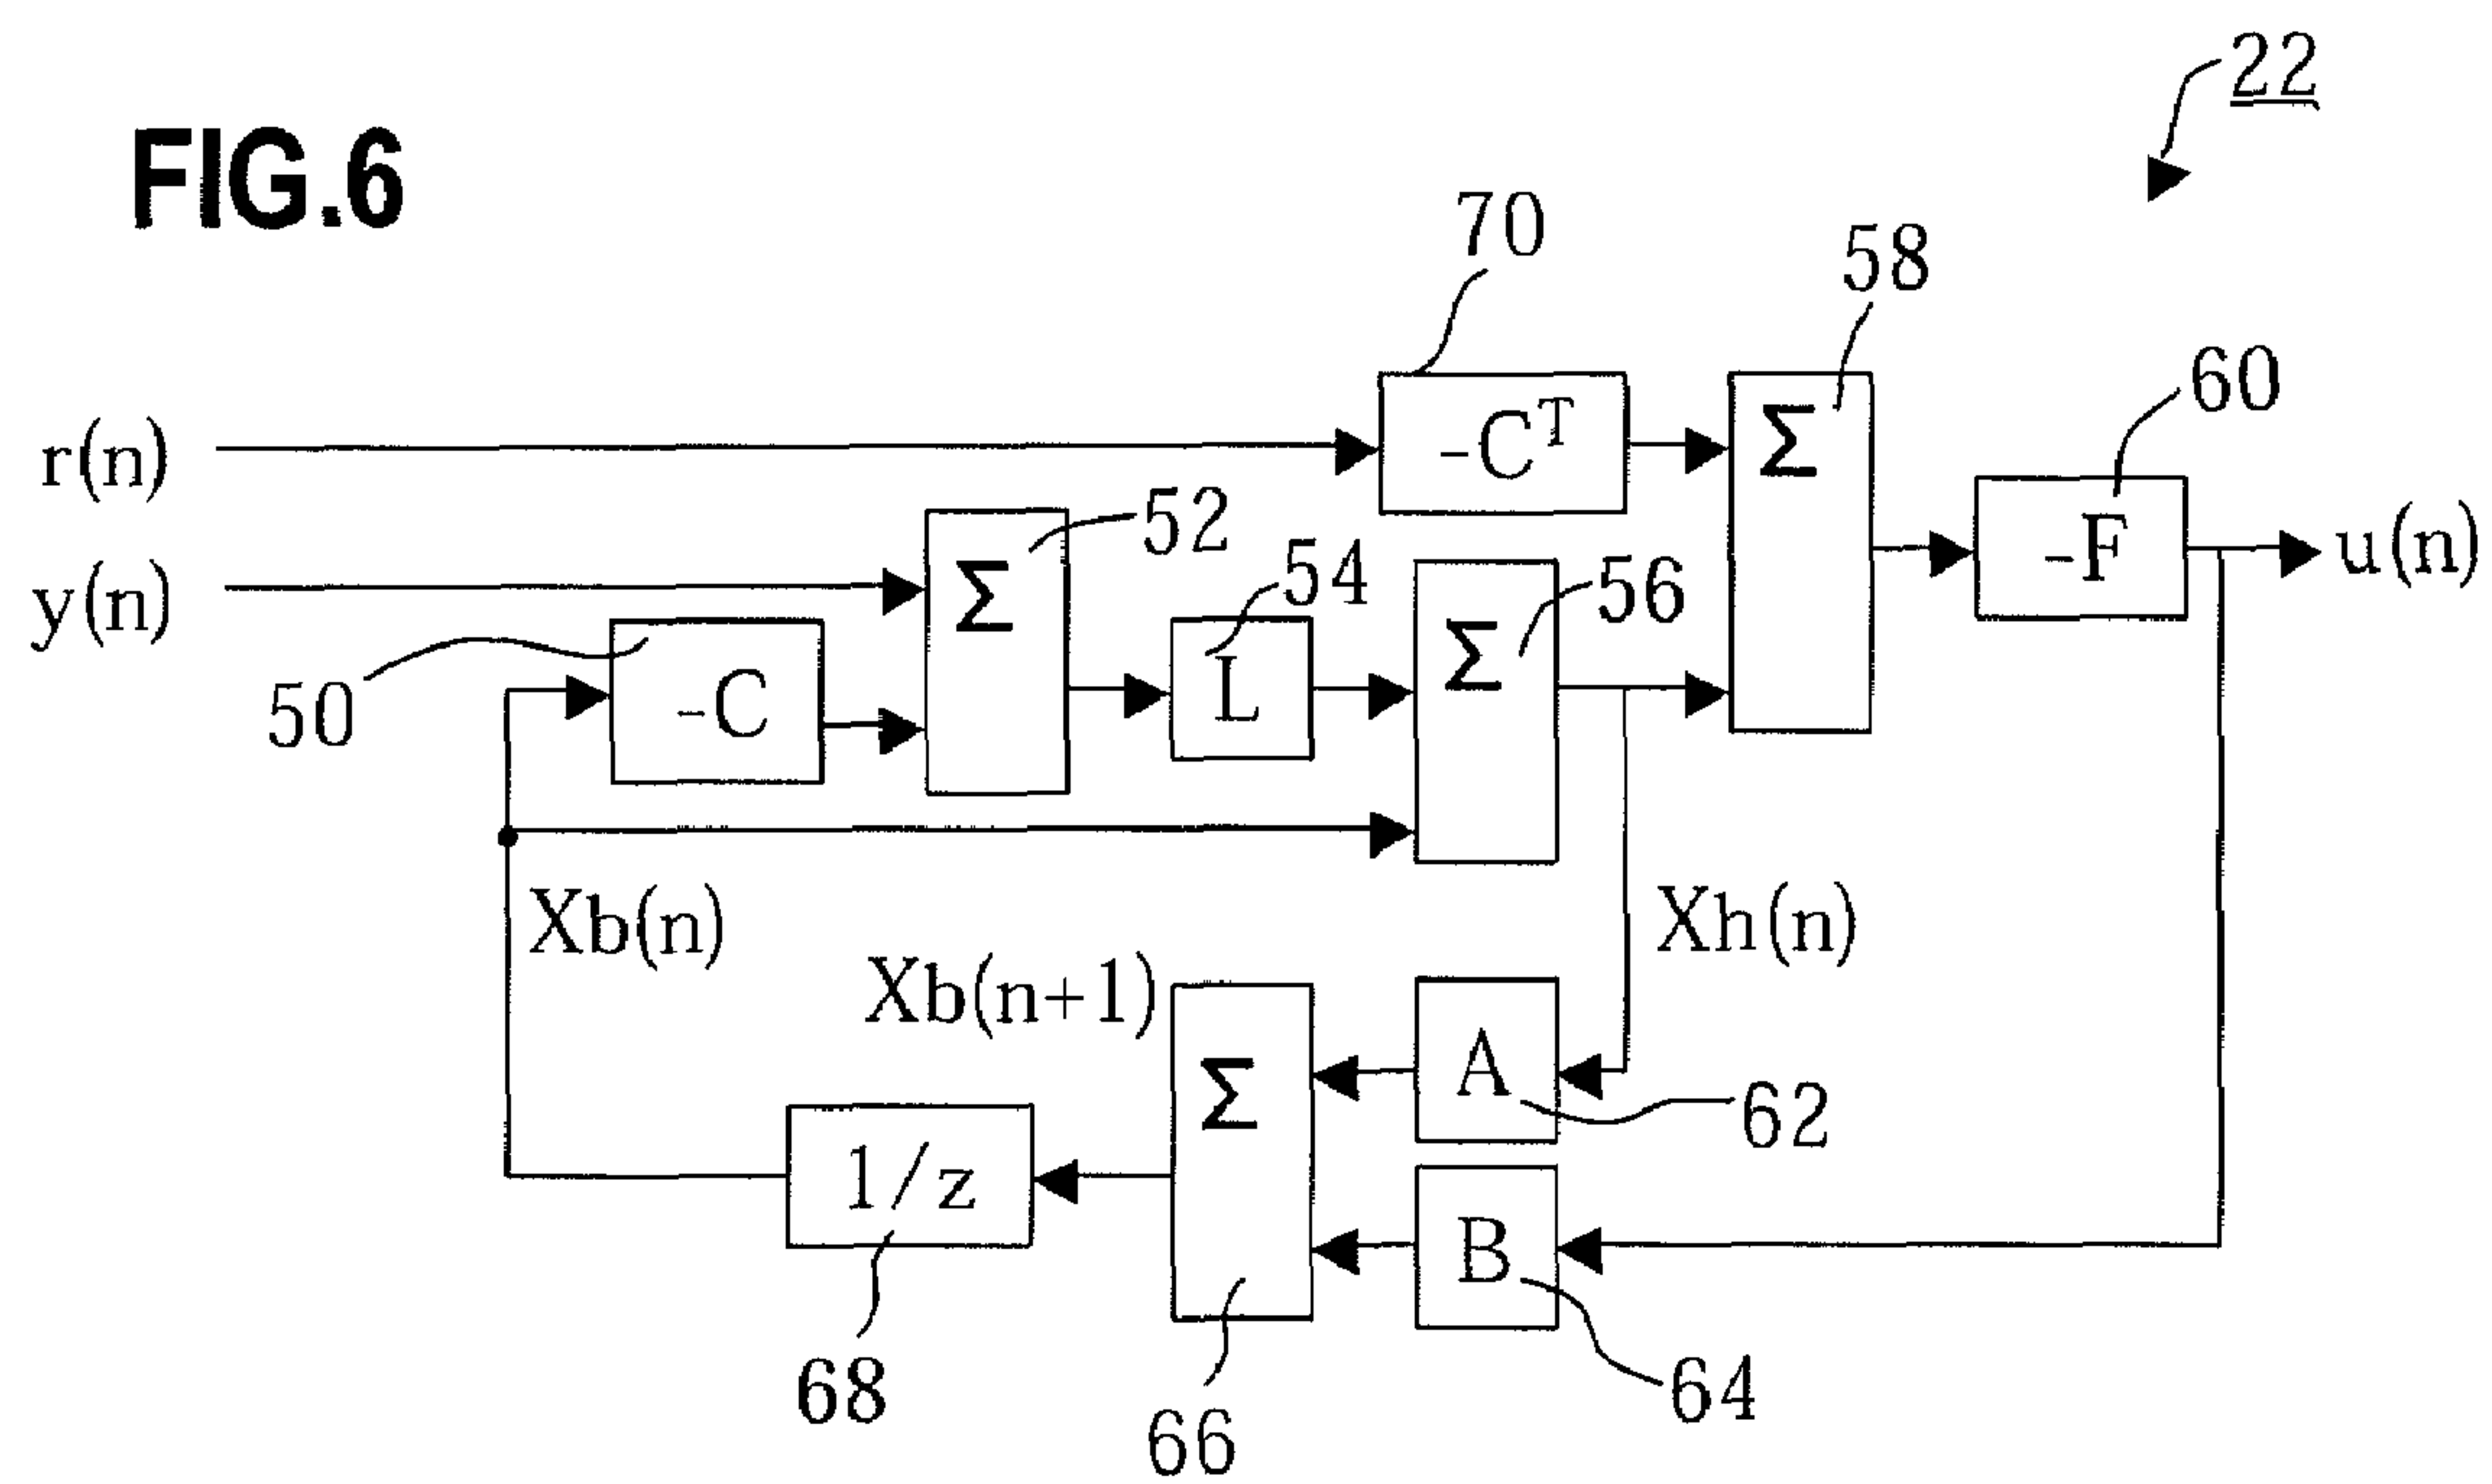 FIG.6
22
70
58
60
r(n)
-C^T
Σ
52
-F
u(n)
y(n)
Σ
54
56
50
-C
L
Σ
Xb(n)
Xh(n)
Xb(n+1)
Σ
A
62
1/z
B
68
66
64